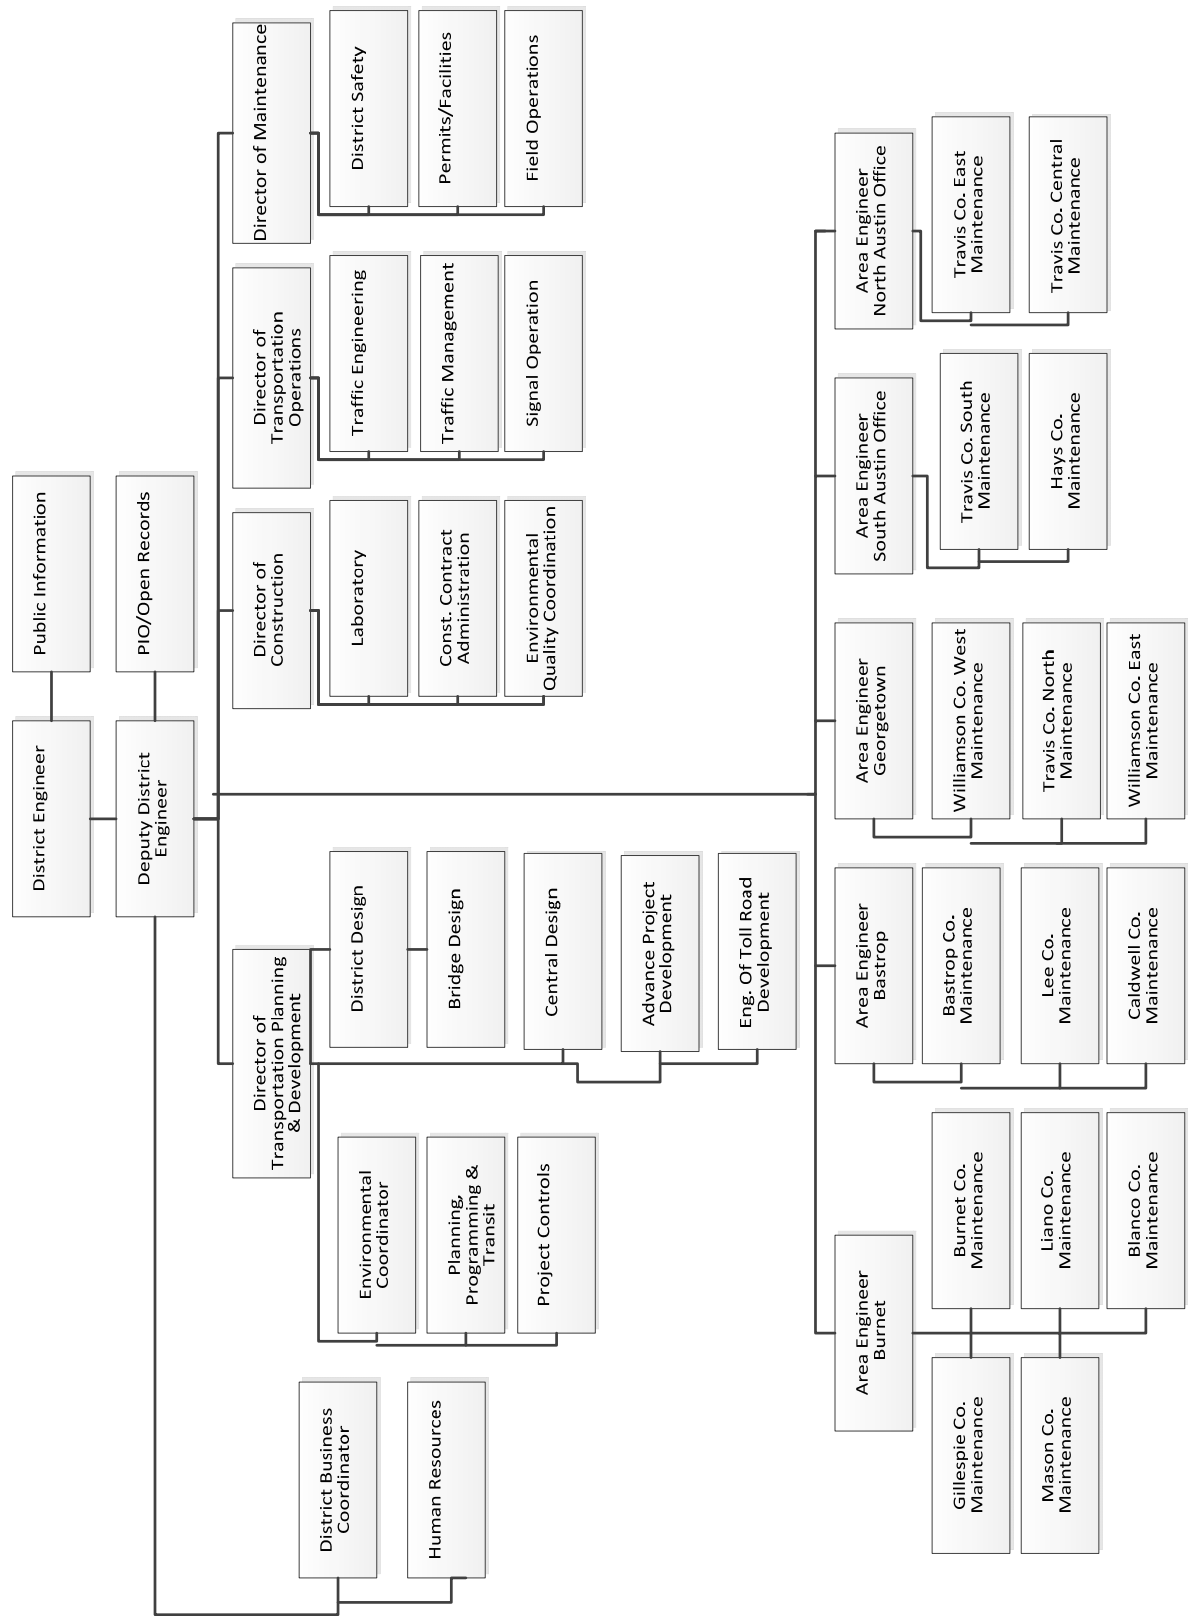 District Engineer
Public Information
Deputy District
Engineer
PIO/Open Records
District Business
Coordinator
Human Resources
Director of
Transportation Planning
& Development
Environmental
Coordinator
Planning,
Programming &
Transit
Project Controls
District Design
Bridge Design
Central Design
Advance Project
Development
Eng. Of Toll Road
Development
Director of
Construction
Laboratory
Const. Contract
Administration
Environmental
Quality Coordination
Director of
Transportation
Operations
Traffic Engineering
Traffic Management
Signal Operation
Director of Maintenance
District Safety
Permits/Facilities
Field Operations
Area Engineer
Burnet
Gillespie Co.
Maintenance
Mason Co.
Maintenance
Burnet Co.
Maintenance
Liano Co.
Maintenance
Blanco Co.
Maintenance
Area Engineer
Bastrop
Bastrop Co.
Maintenance
Lee Co.
Maintenance
Caldwell Co.
Maintenance
Area Engineer
Georgetown
Williamson Co. West
Maintenance
Travis Co. North
Maintenance
Williamson Co. East
Maintenance
Area Engineer
South Austin Office
Travis Co. South
Maintenance
Hays Co.
Maintenance
Area Engineer
North Austin Office
Travis Co. East
Maintenance
Travis Co. Central
Maintenance